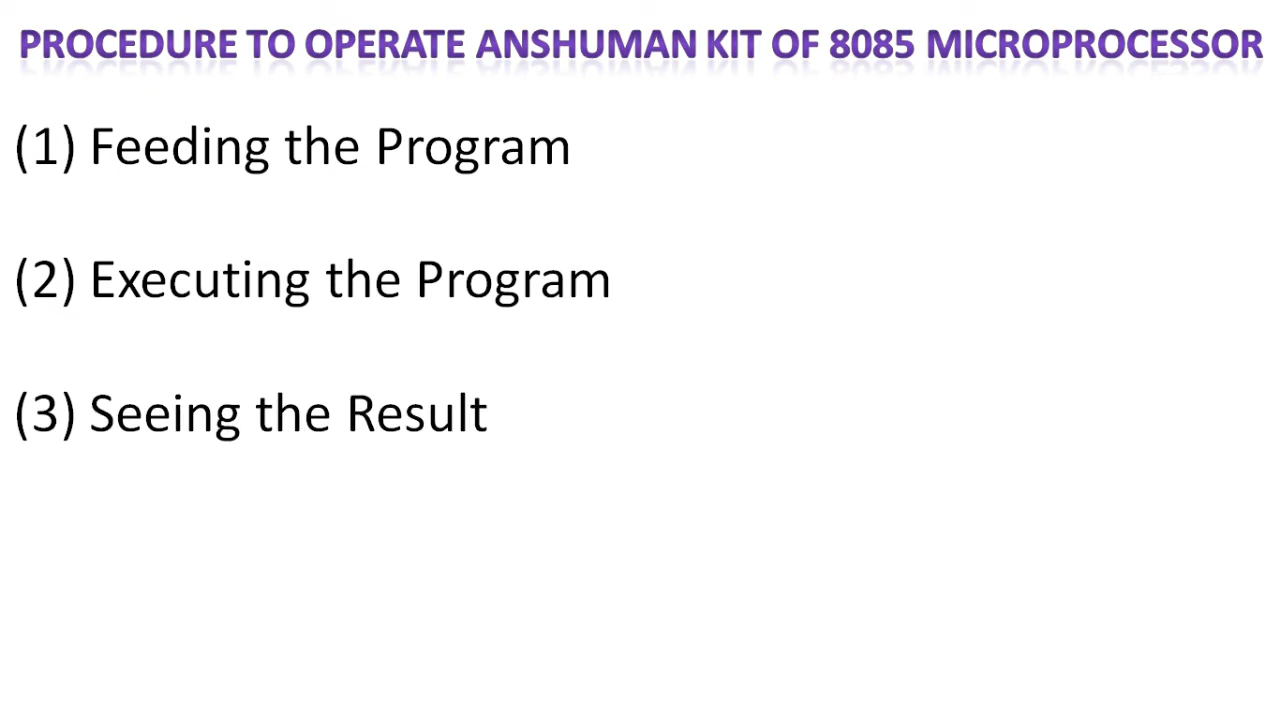 PROCEDURE TO OPERATE ANSHUMAN KIT OF 8085 MICROPROCESSOR
(1) Feeding the Program
(2) Executing the Program
(3) Seeing the Result